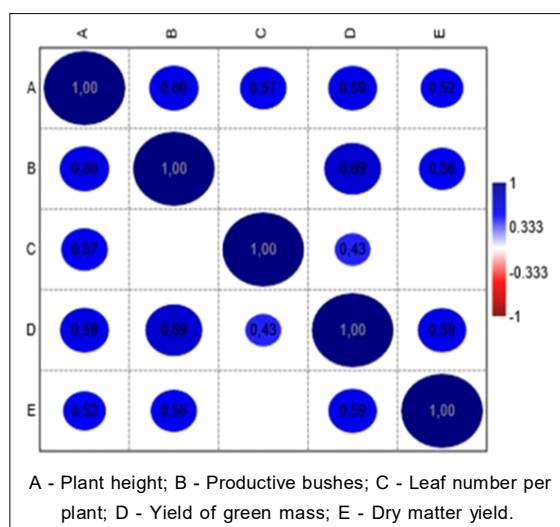 A B C D E
A 1,00 0,60 0,57 0,59 0,52
B 0,60 1,00 0,69 0,56
1
0.333
C 0,57 1,00 0,43
-0.333
-1
D 0,59 0,69 0,43 1,00 0,59
E 0,52 0,56 0,59 1,00
A - Plant height; B - Productive bushes; C - Leaf number per
plant; D - Yield of green mass; E - Dry matter yield.